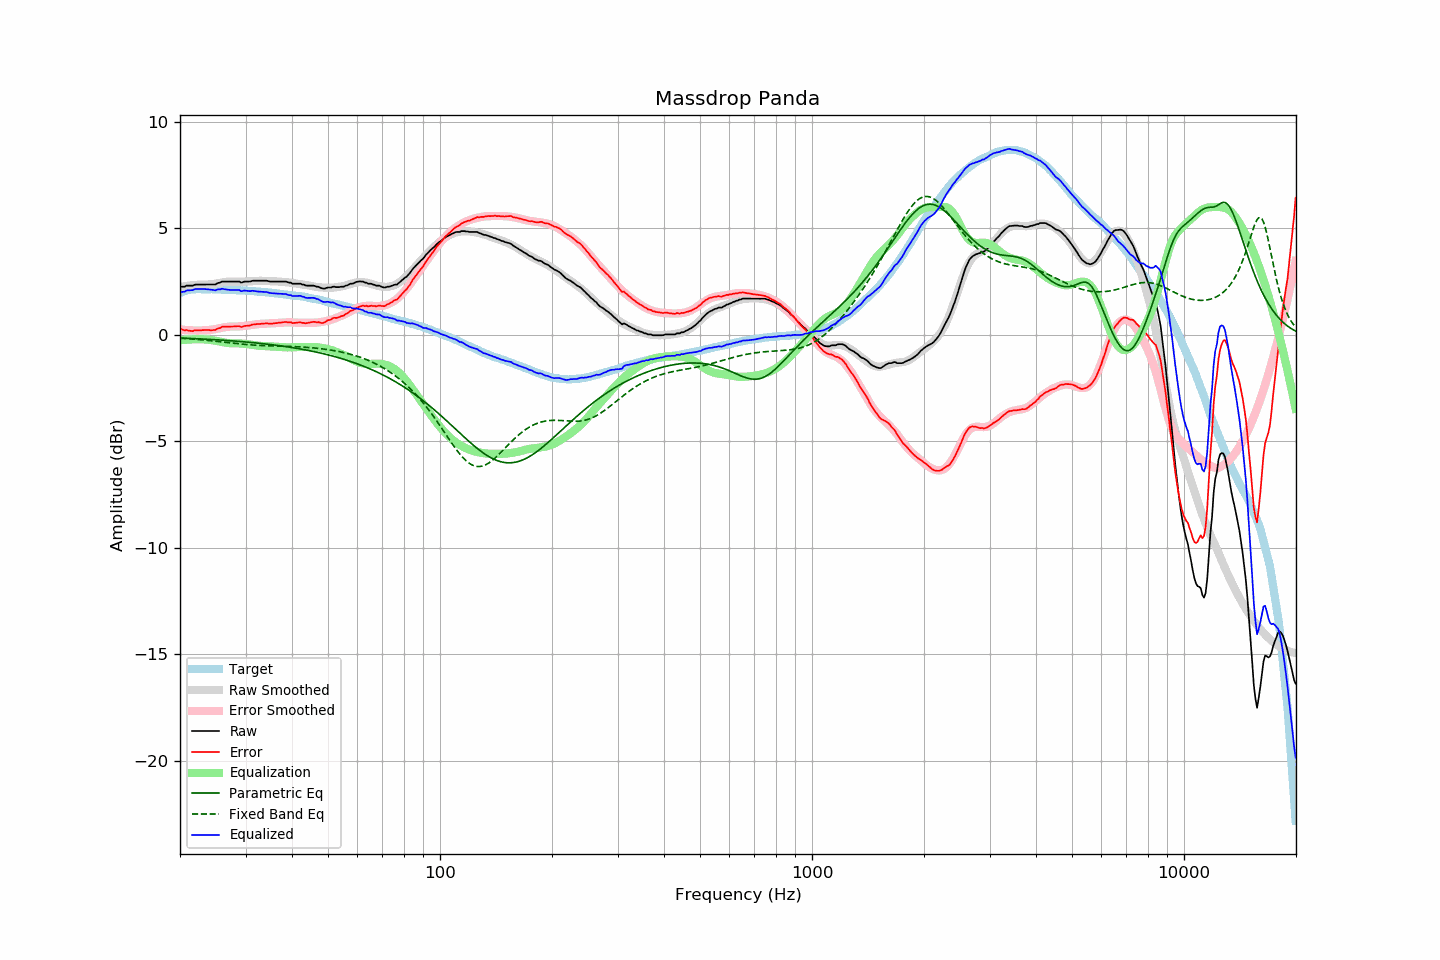 Massdrop Panda
10
5
0
−5
−10
−15
−20
Amplitude (dBr)
Target
Raw Smoothed
Error Smoothed
Raw
Error
Equalization
Parametric Eq
Fixed Band Eq
Equalized
100
1000
10000
Frequency (Hz)